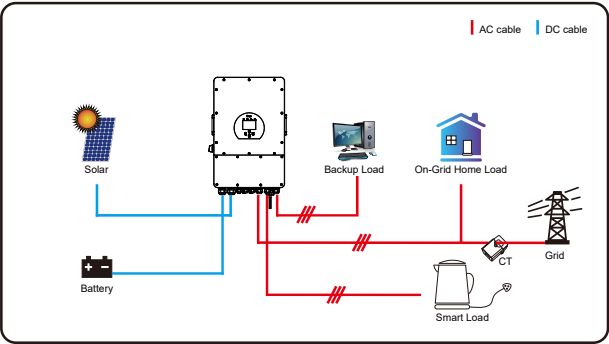 AC cable
DC cable
Solar
Backup Load
On-Grid Home Load
CT
Grid
Battery
Smart Load